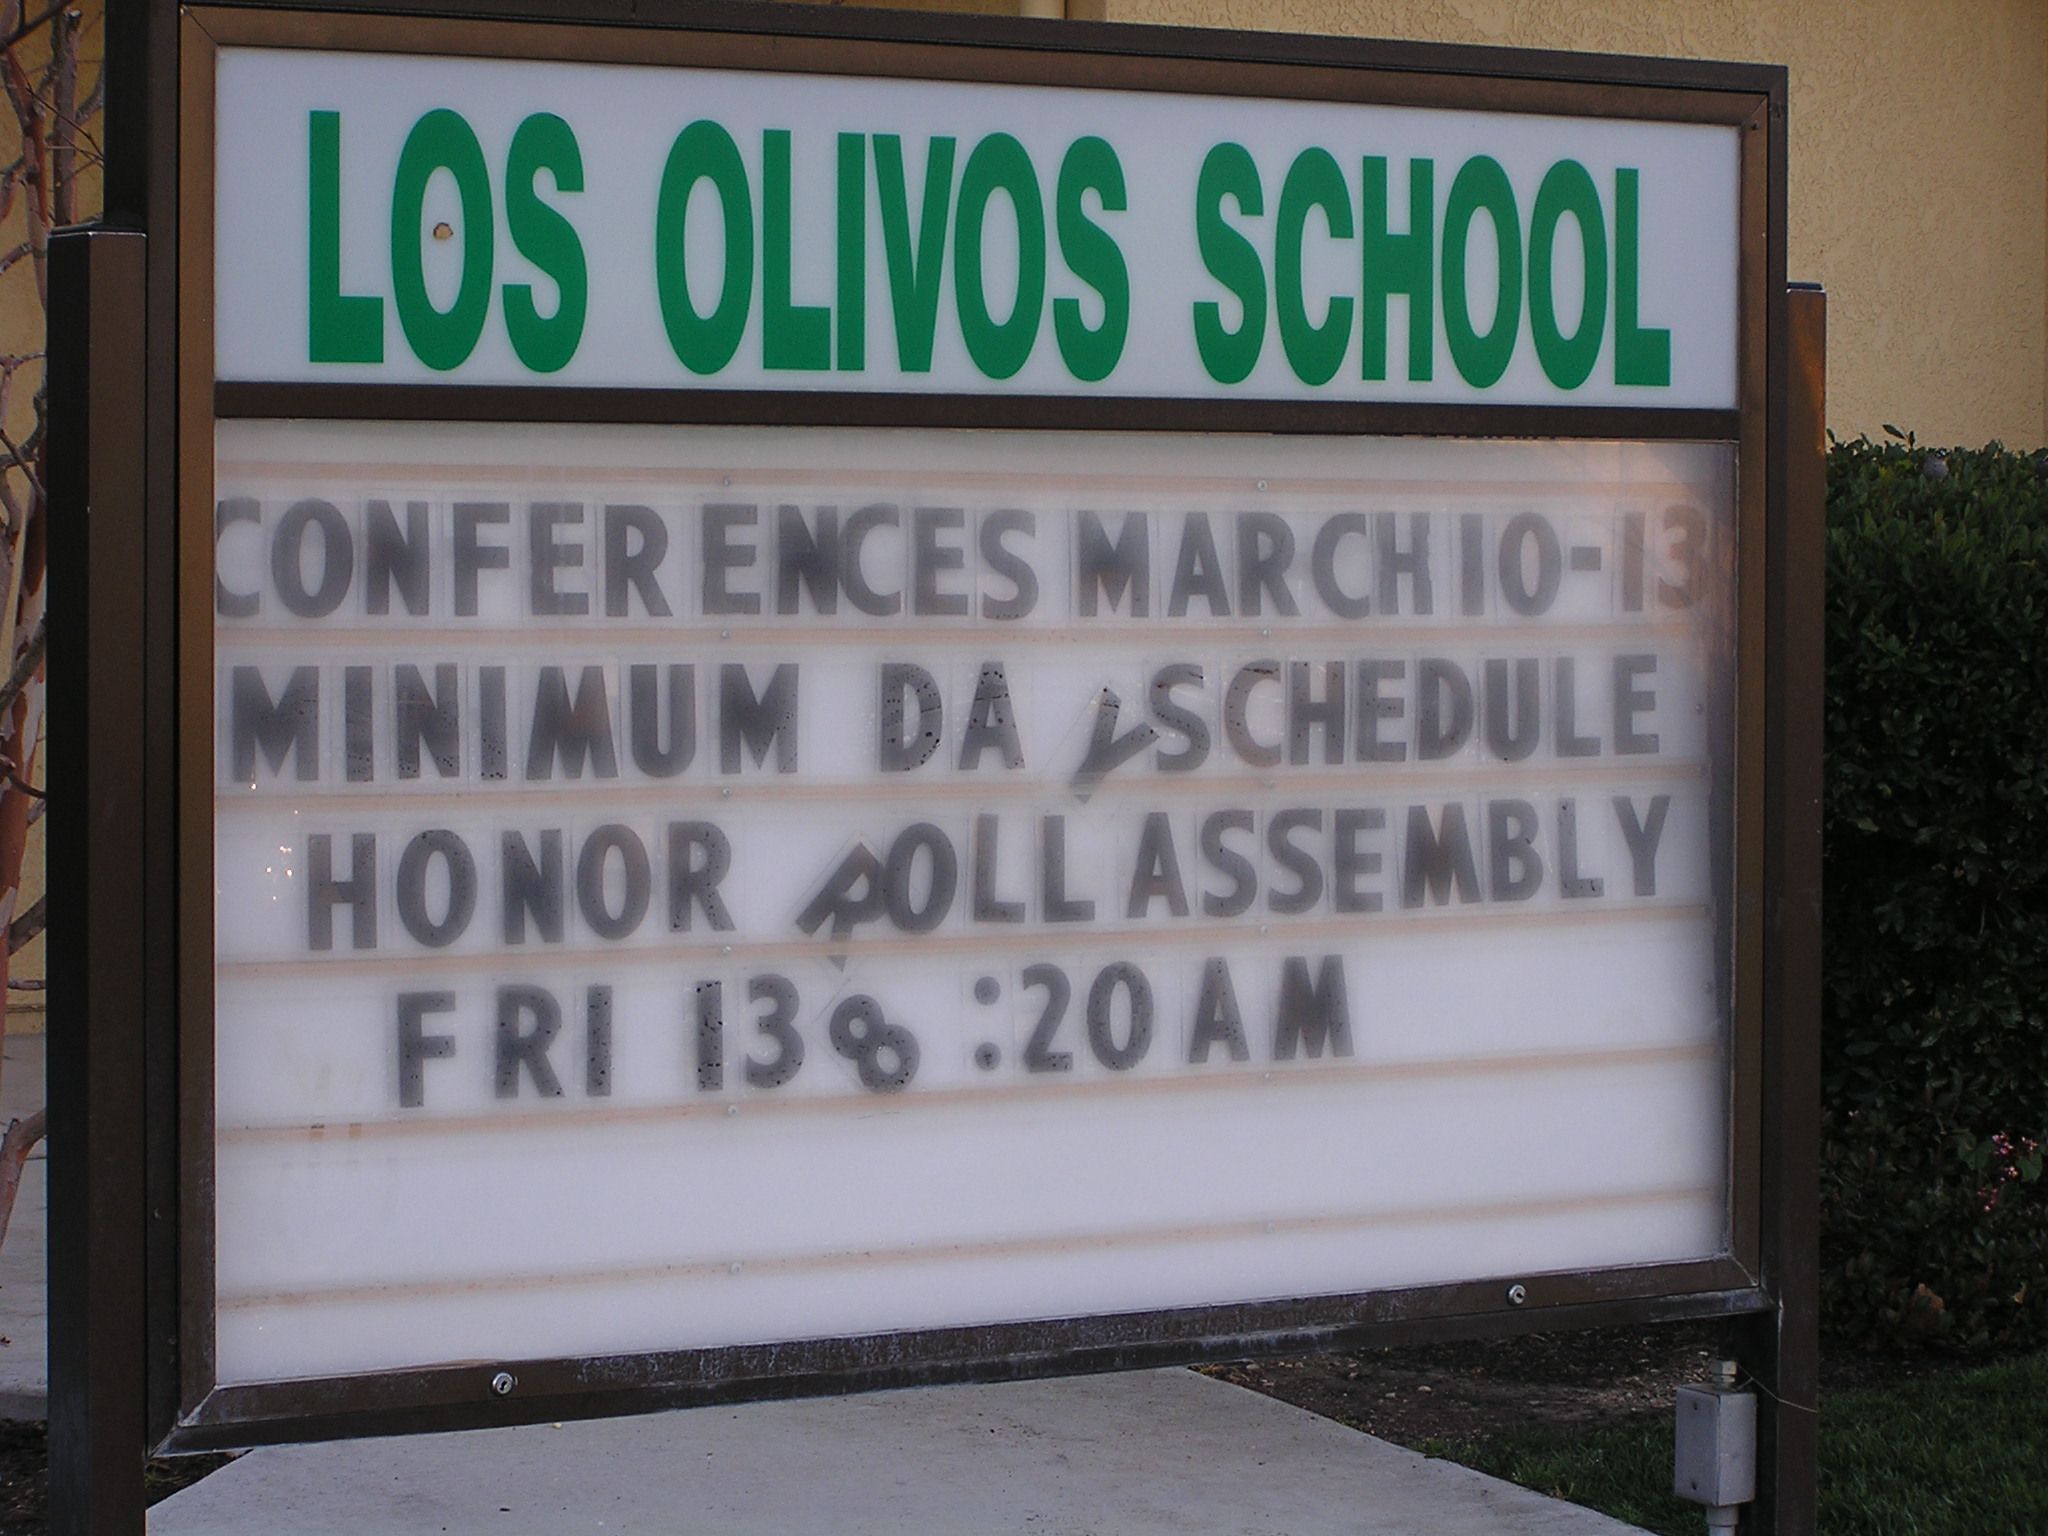 LOS OLIVOS SCHOOL
CONFERENCES MARCH 10-13
MINIMUM DAY SCHEDULE
HONOR ROLL ASSEMBLY
FRI 13 8 :20 AM